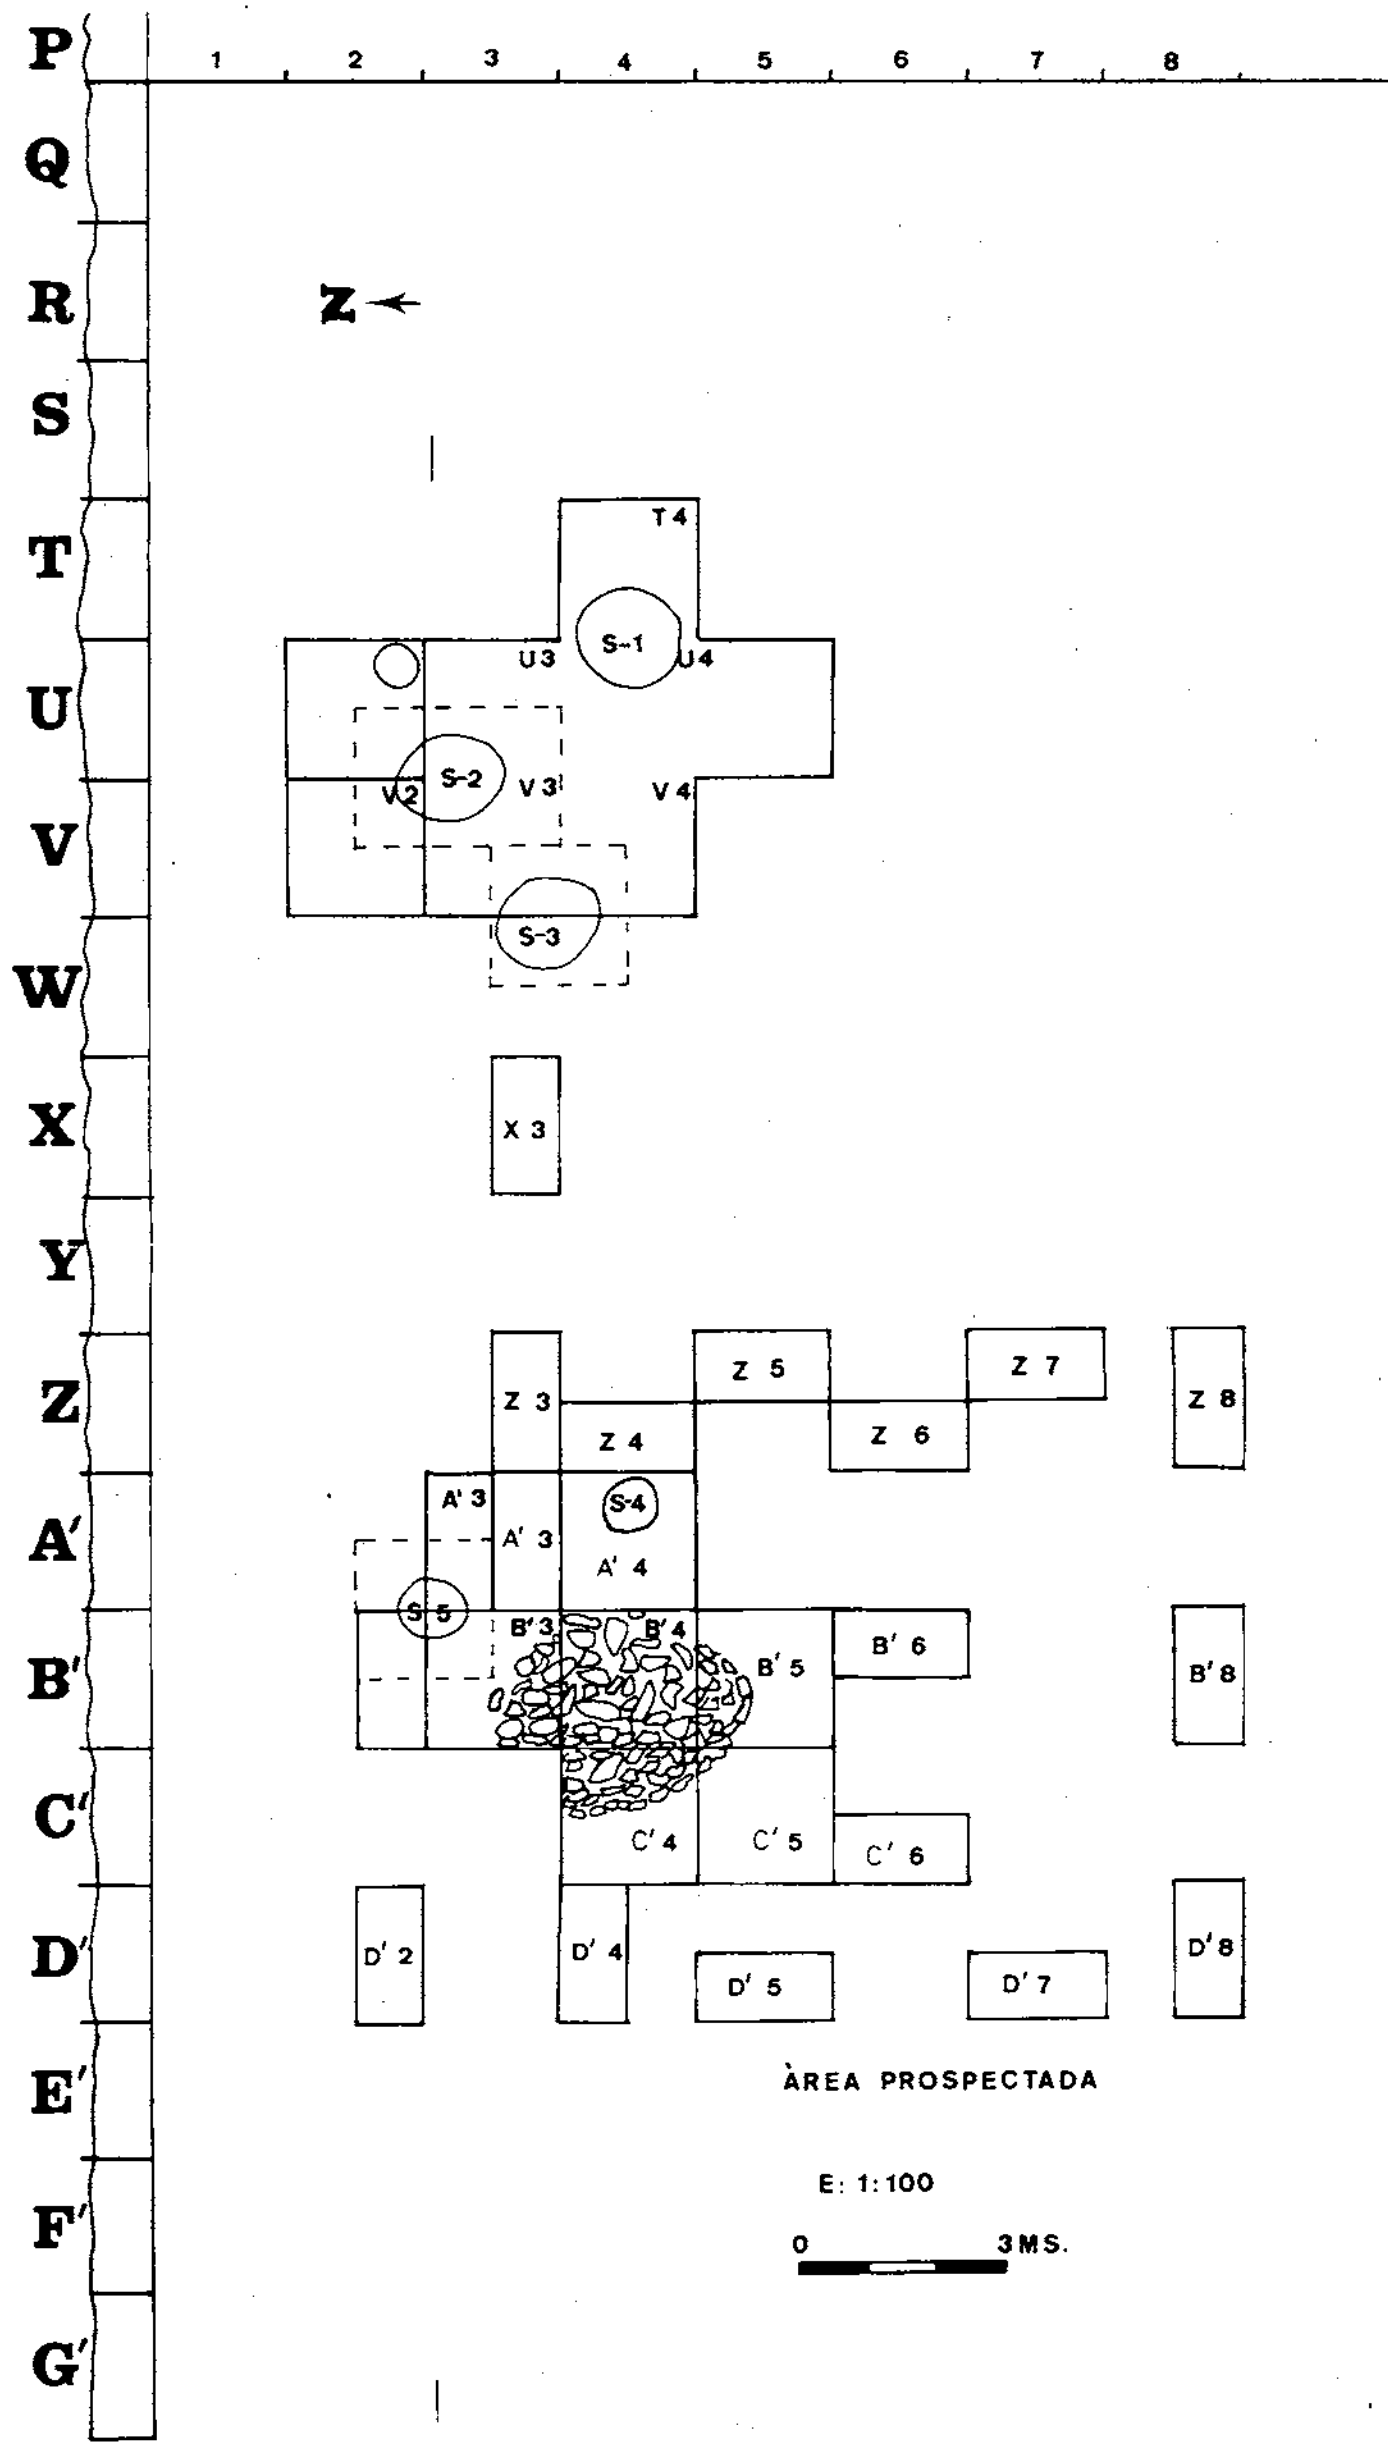 P 1 2 3 4 5 6 7 8
Q
R
Z
S
T
T 4
S-1
U 3 U 4
U
S-2
V 2 V 3 V 4
V
S-3
W
X
X 3
Y
Z
Z 3 Z 4 Z 5 Z 6 Z 7 Z 8
A'
A' 3 A' 3 S-4
A' 4
S-5
B'
B' 3 B' 4 B' 5 B' 6 B' 8
C'
C' 4 C' 5 C' 6
D'
D' 2 D' 4 D' 5 D' 7 D' 8
E'
ÀREA PROSPECTADA
F'
E: 1:100
0 3 MS.
G'